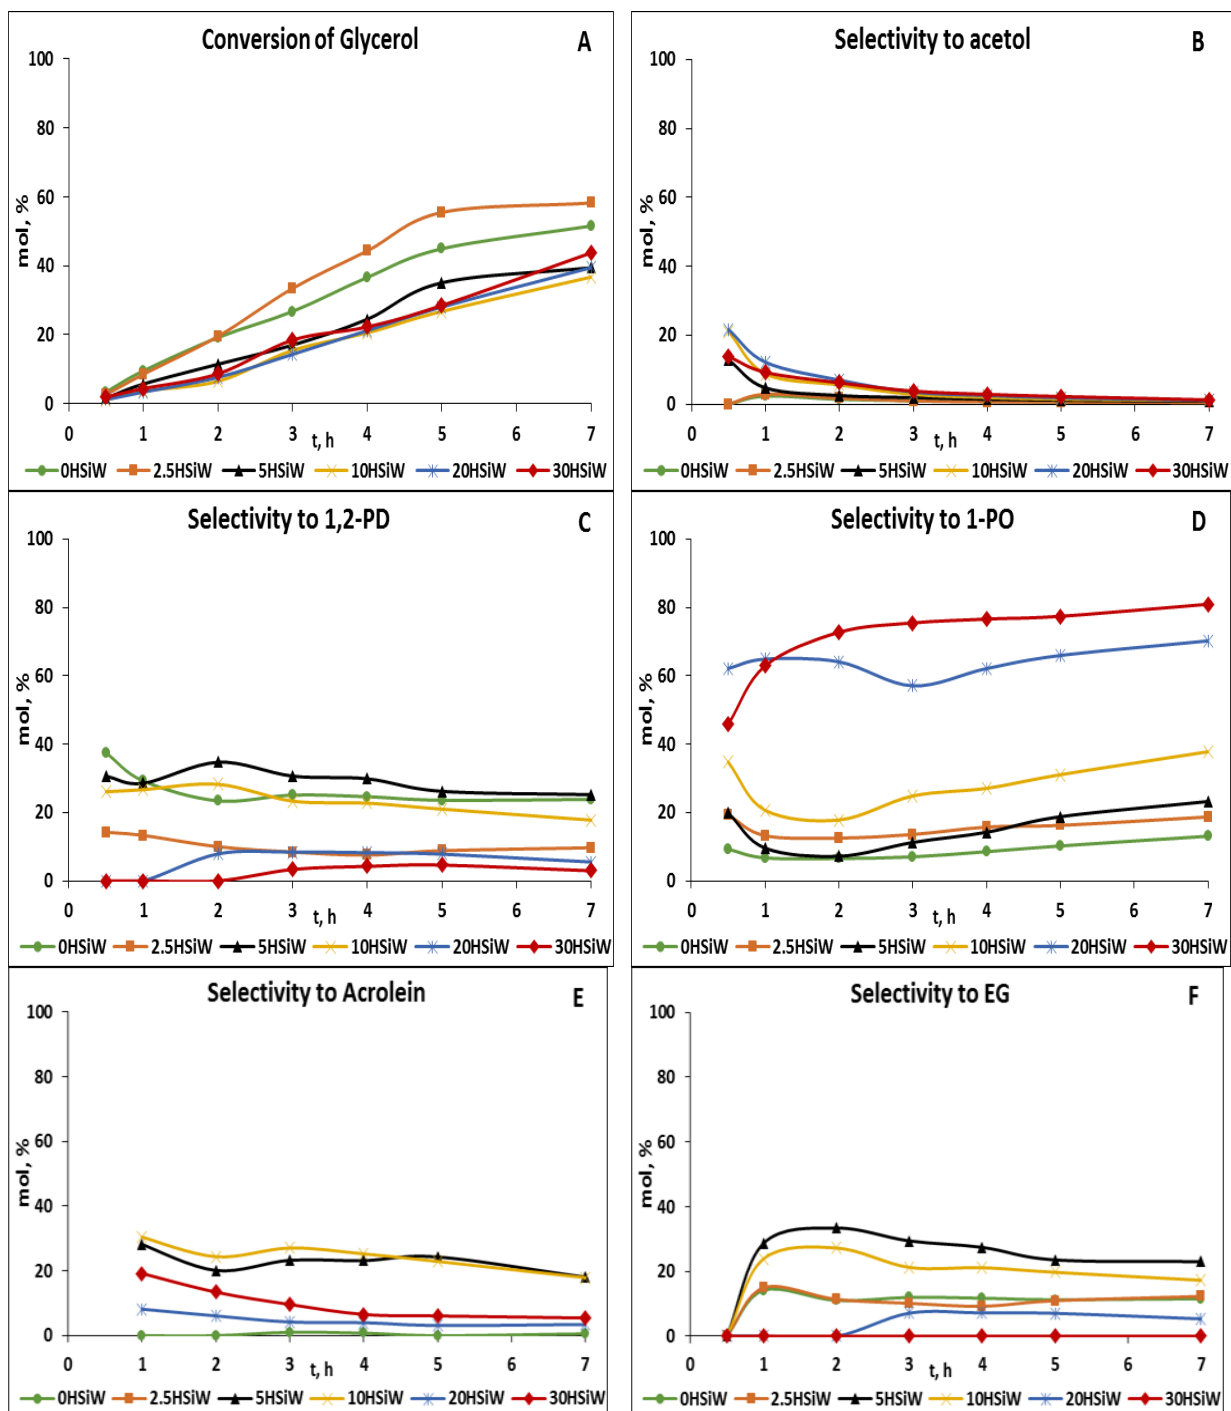 Conversion of Glycerol
A
100
80
60
40
20
0
mol, %
0 1 2 3 4 5 6 7
t, h
0HSiW 2.5HSiW 5HSiW 10HSiW 20HSiW 30HSiW
Selectivity to acetol
B
100
80
60
40
20
0
mol, %
0 1 2 3 4 5 6 7
t, h
0HSiW 2.5HSiW 5HSiW 10HSiW 20HSiW 30HSiW
Selectivity to 1,2-PD
C
100
80
60
40
20
0
mol, %
0 1 2 3 4 5 6 7
t, h
0HSiW 2.5HSiW 5HSiW 10HSiW 20HSiW 30HSiW
Selectivity to 1-PO
D
100
80
60
40
20
0
mol, %
0 1 2 3 4 5 6 7
t, h
0HSiW 2.5HSiW 5HSiW 10HSiW 20HSiW 30HSiW
Selectivity to Acrolein
E
100
80
60
40
20
0
mol, %
0 1 2 3 4 5 6 7
t, h
0HSiW 2.5HSiW 5HSiW 10HSiW 20HSiW 30HSiW
Selectivity to EG
F
100
80
60
40
20
0
mol, %
0 1 2 3 4 5 6 7
t, h
0HSiW 2.5HSiW 5HSiW 10HSiW 20HSiW 30HSiW